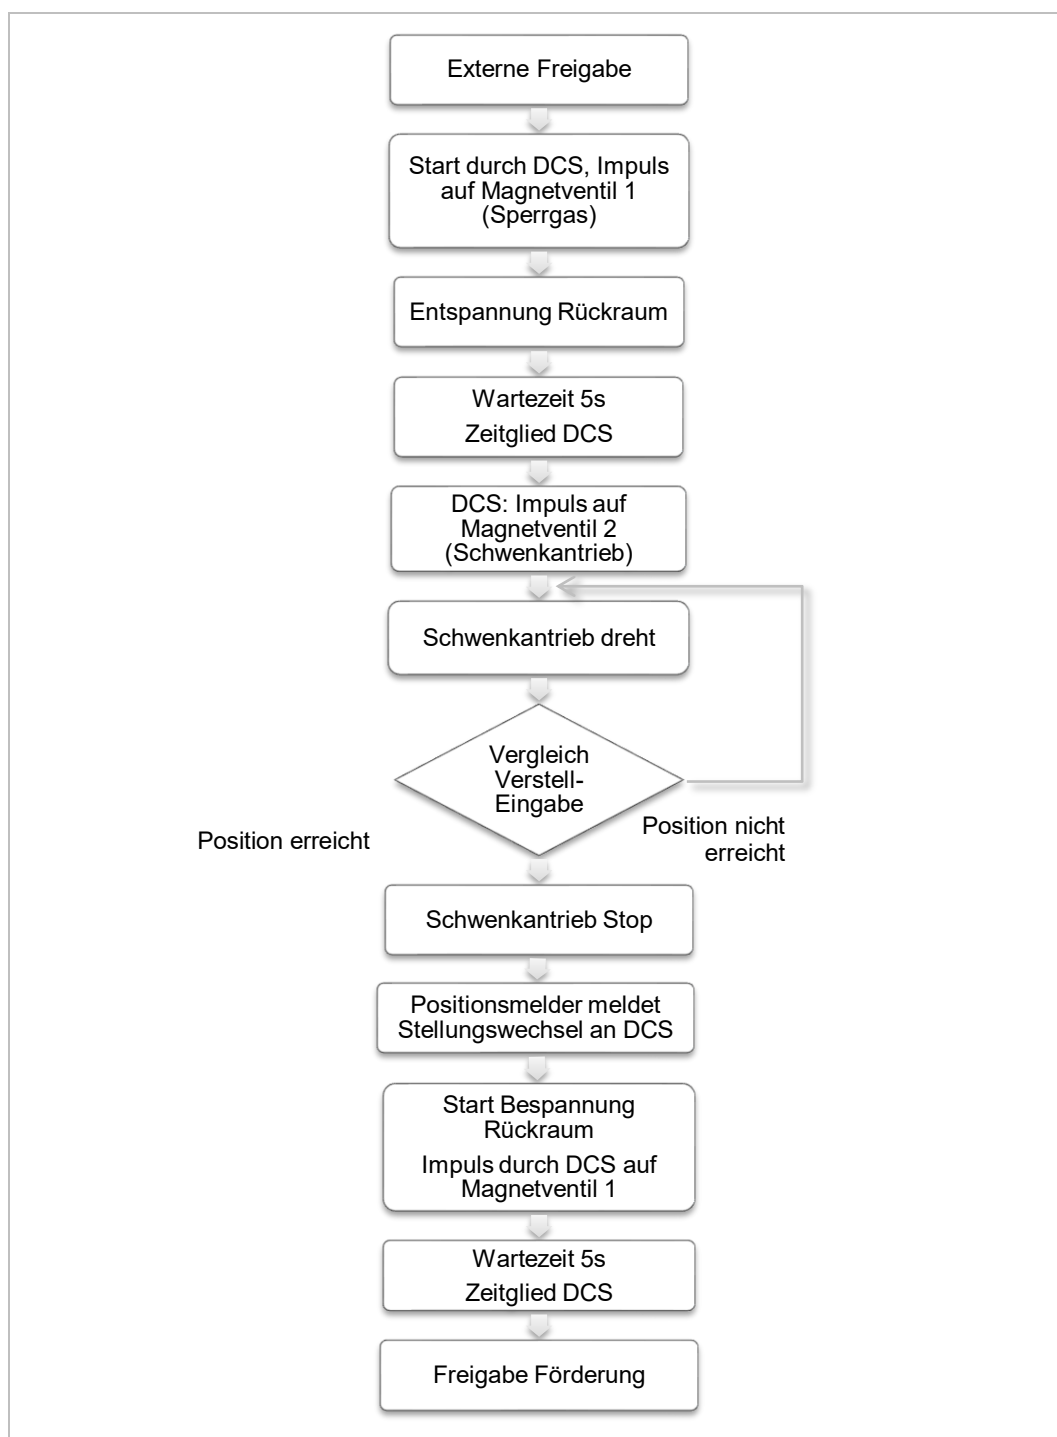 Externe Freigabe
Start durch DCS, Impuls
auf Magnetventil 1
(Sperrgas)
Entspannung Rückraum
Wartezeit 5s
Zeitglied DCS
DCS: Impuls auf
Magnetventil 2
(Schwenkantrieb)
Schwenkantrieb dreht
Vergleich
Verstell-
Eingabe
Position erreicht
Position nicht
erreicht
Schwenkantrieb Stop
Positionsmelder meldet
Stellungswechsel an DCS
Start Bespannung
Rückraum
Impuls durch DCS auf
Magnetventil 1
Wartezeit 5s
Zeitglied DCS
Freigabe Förderung